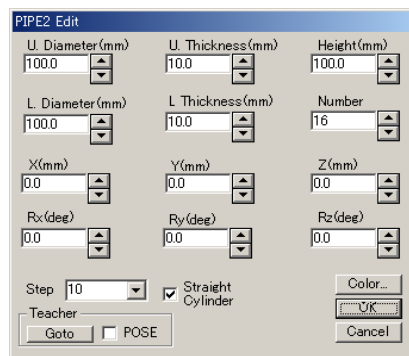 PIPE2 Edit
U. Diameter(mm) U. Thickness(mm) Height(mm)
100.0 10.0 100.0
L. Diameter(mm) L Thickness(mm) Number
100.0 10.0 16
X(mm) Y(mm) Z(mm)
0.0 0.0 0.0
Rx(deg) Ry(deg) Rz(deg)
0.0 0.0 0.0
Step 10 Straight Cylinder Color...
Teacher OK
Goto POSE Cancel